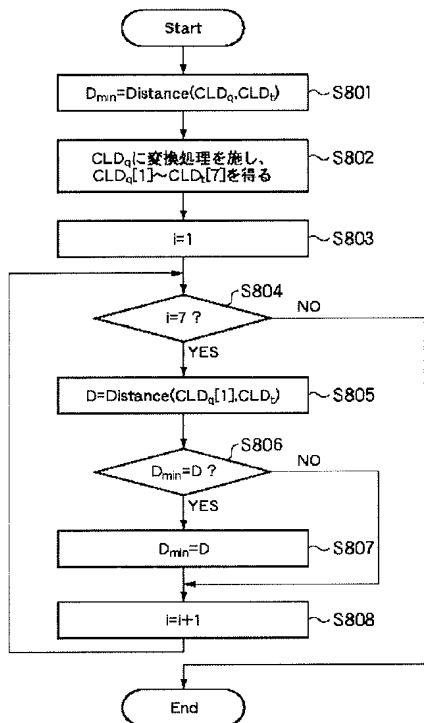 Start
Dmin=Distance(CLDq,CLDt)
S801
CLDqに変換処理を施し、
CLDq[1]~CLDt[7]を得る
S802
i=1
S803
S804
i=7 ?
NO
YES
D=Distance(CLDq[1],CLDt)
S805
S806
Dmin=D ?
NO
YES
Dmin=D
S807
i=i+1
S808
End